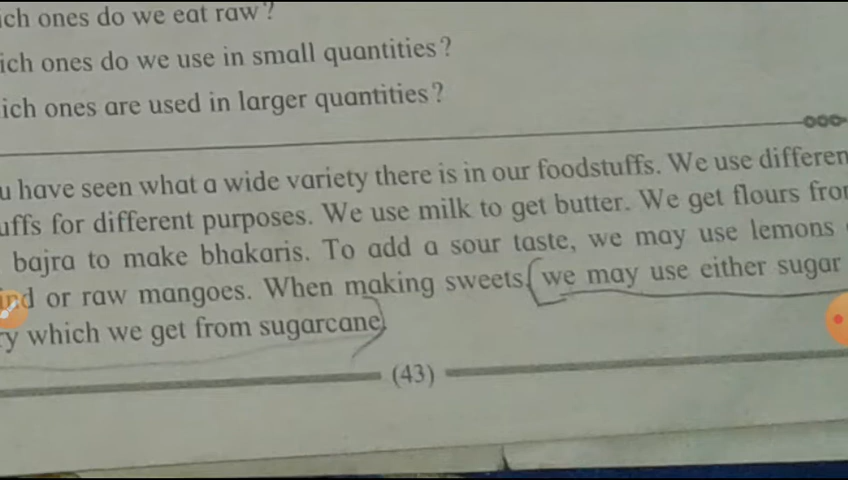 ich ones do we eat raw?
ich ones do we use in small quantities?
ich ones are used in larger quantities?
u have seen what a wide variety there is in our foodstuffs. We use differen
uffs for different purposes. We use milk to get butter. We get flours fro
bajra to make bhakaris. To add a sour taste, we may use lemons
ind or raw mangoes. When making sweets, we may use either sugar
y which we get from sugarcane
(43)